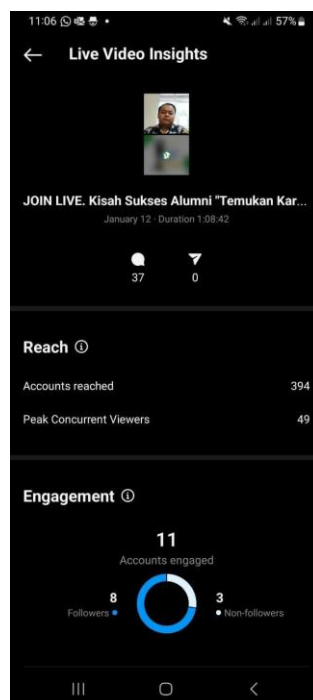 11:06
57%
Live Video Insights
JOIN LIVE. Kisah Sukses Alumni "Temukan Kar...
January 12 · Duration 1:08:42
37 0
Reach
Accounts reached 394
Peak Concurrent Viewers 49
Engagement
11
Accounts engaged
8 3
Followers Non-followers